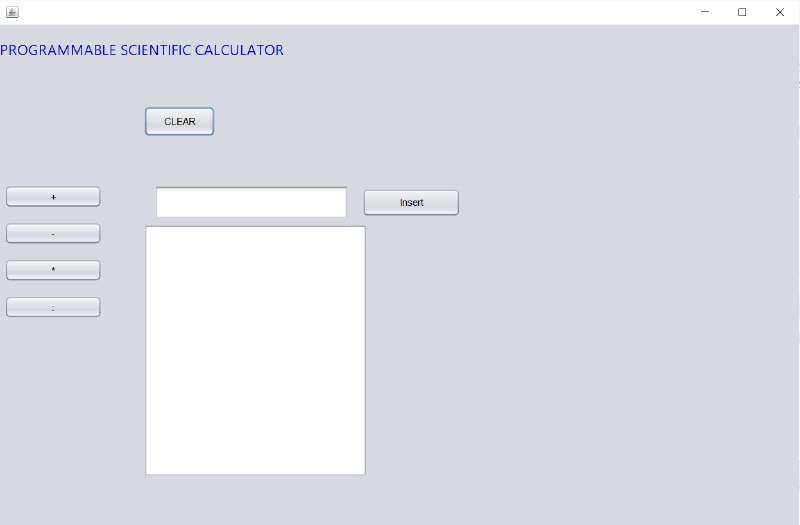 PROGRAMMABLE SCIENTIFIC CALCULATOR
CLEAR
+
Insert
-
*
: